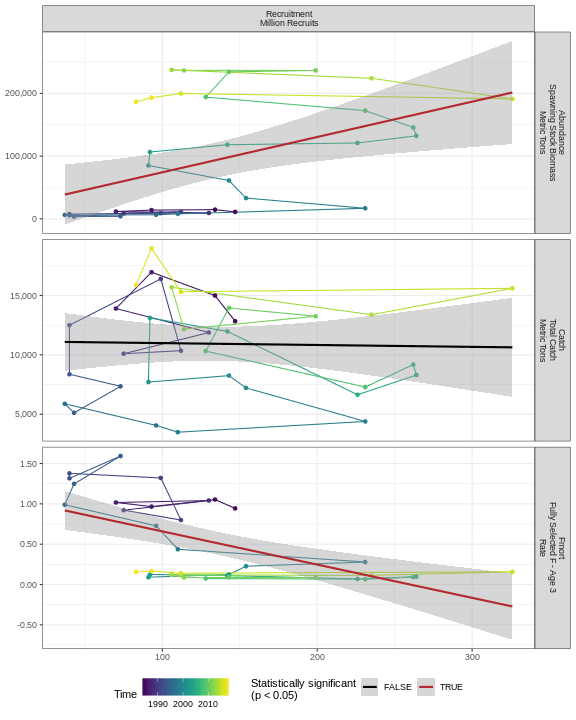 Recruitment
Million Recruits
200,000
100,000
0
Abundance
Spawning Stock Biomass
Metric Tons
15,000
10,000
5,000
Catch
Total Catch
Metric Tons
1.50
1.00
0.50
0.00
-0.50
Fmort
Fully Selected F - Age 3
Rate
100
200
300
Time
1990 2000 2010
Statistically significant
(p < 0.05)
FALSE
TRUE